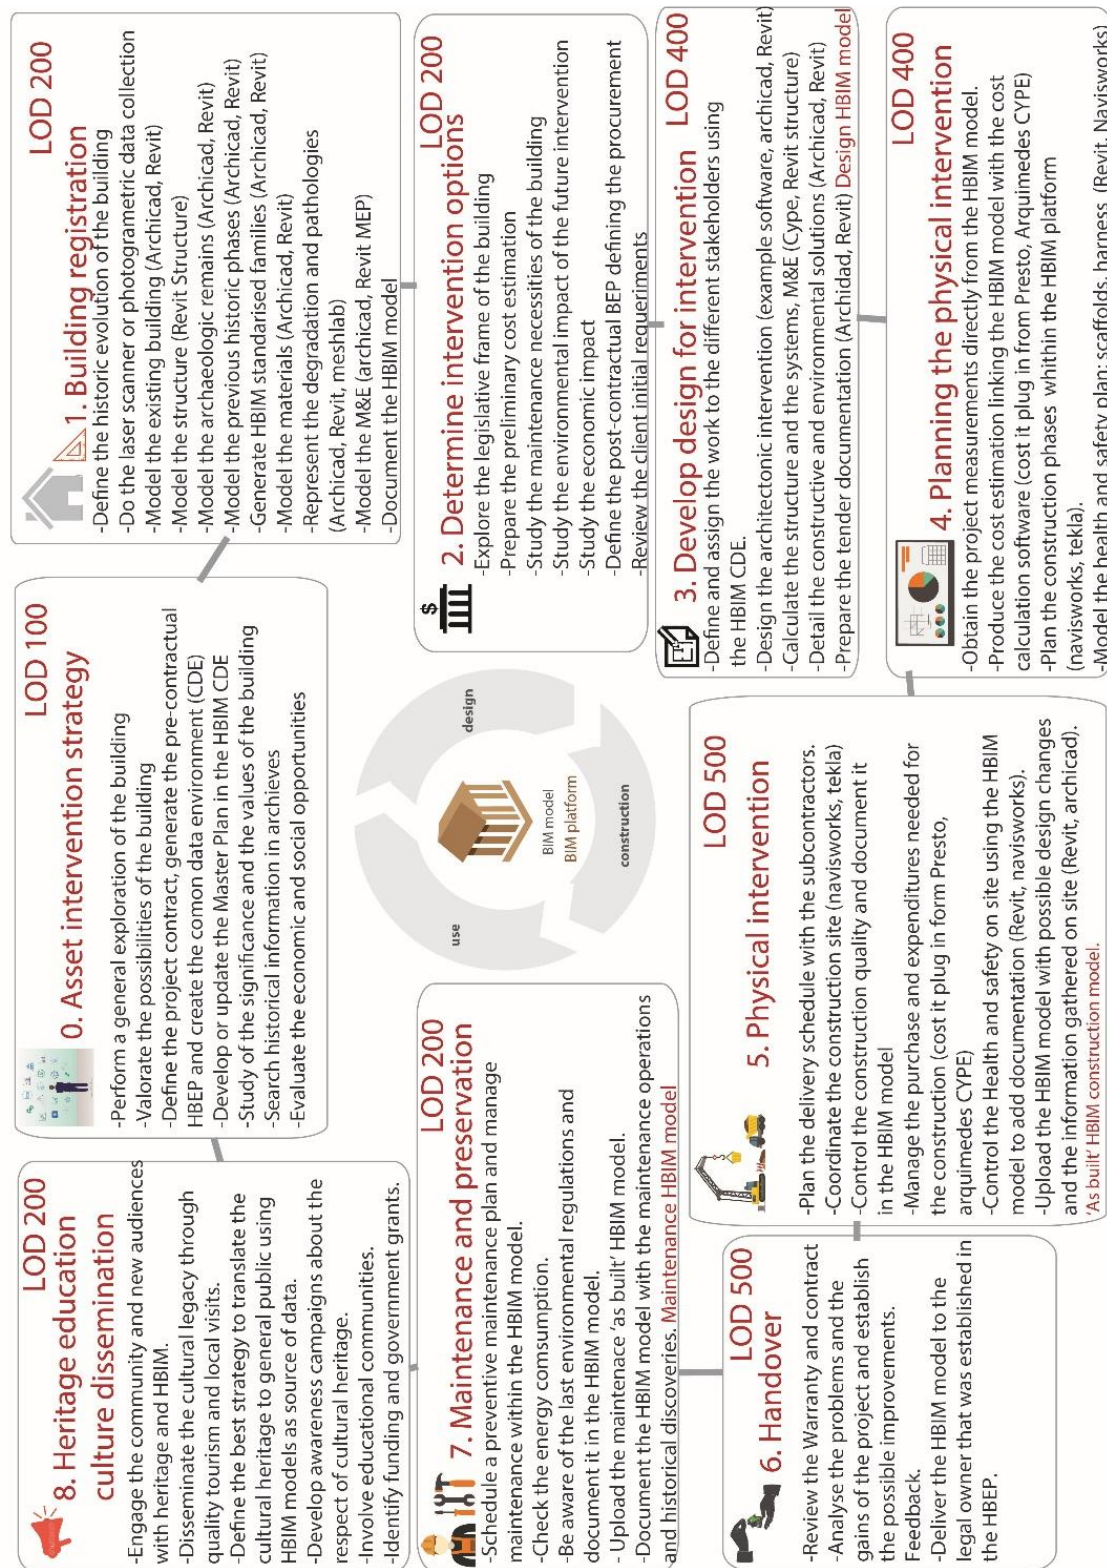 0. Asset intervention strategy
LOD 100
-Perform a general exploration of the building
-Valorate the possibilities of the building
-Define the project contract, generate the pre-contractual
HBEP and create the comon data environment (CDE)
-Develop or update the Master Plan in the HBIM CDE
-Study of the significance and the values of the building
-Search historical information in archieves
-Evaluate the economic and social opportunities
LOD 200
1. Building registration
-Define the historic evolution of the building
-Do the laser scanner or photogrametric data collection
-Model the existing building (Archicad, Revit)
-Model the structure (Revit Structure)
-Model the archaeologic remains (Archicad, Revit)
-Model the previous historic phases (Archicad, Revit)
-Generate HBIM standarised families (Archicad, Revit)
-Model the materials (Archicad, Revit)
-Represent the degradation and pathologies
(Archicad, Revit, meshlab)
-Model the M&E (archicad, Revit MEP)
-Document the HBIM model
2. Determine intervention options
LOD 200
-Explore the legislative frame of the building
-Prepare the preliminary cost estimation
-Study the maintenance necessities of the building
-Study the environmental impact of the future intervention
-Study the economic impact
-Define the post-contractual BEP defining the procurement
-Review the client initial requeriments
3. Develop design for intervention
LOD 400
-Define and assign the work to the different stakeholders using
the HBIM CDE.
-Design the architectonic intervention (example software, archicad, Revit)
-Calculate the structure and the systems, M&E (Cype, Revit structure)
-Detail the constructive and environmental solutions (Archicad, Revit)
-Prepare the tender documentation (Archidad, Revit) Design HBIM model
4. Planning the physical intervention
LOD 400
-Obtain the project measurements directly from the HBIM model.
-Produce the cost estimation linking the HBIM model with the cost
calculation software (cost it plug in from Presto, Arquimedes CYPE)
-Plan the construction phases whithin the HBIM platform
(navisworks, tekla).
-Model the health and safety plan: scaffolds, harness (Revit, Navisworks)
LOD 500
5. Physical intervention
-Plan the delivery schedule with the subcontractors.
-Coordinate the construction site (navisworks, tekla)
-Control the construction quality and document it
in the HBIM model
-Manage the purchase and expenditures needed for
the construction (cost it plug in form Presto,
arquimedes CYPE)
-Control the Health and safety on site using the HBIM
model to add documentation (Revit, navisworks).
-Upload the HBIM model with possible design changes
and the information gathered on site (Revit, archicad).
'As built' HBIM construction model.
LOD 500
6. Handover
-Review the Warranty and contract
-Analyse the problems and the
gains of the project and establish
the possible improvements.
Feedback.
-Deliver the HBIM model to the
legal owner that was established in
the HBEP.
LOD 200
7. Maintenance and preservation
-Schedule a preventive maintenance plan and manage
maintenance within the HBIM model.
-Check the energy comsumption.
-Be aware of the last environmental regulations and
document it in the HBIM model.
- Upload the maintenace 'as built' HBIM model.
-Document the HBIM model with the maintenance operations
and historical discoveries. Maintenance HBIM model
LOD 200
8. Heritage education
culture dissemination
-Engage the community and new audiences
with heritage and HBIM.
-Disseminate the cultural legacy through
quality tourism and local visits.
-Define the best strategy to translate the
cultural heritage to general public using
HBIM models as source of data.
-Develop awareness campaigns about the
respect of cultural heritage.
-Involve educational communities.
-Identify funding and government grants.
use
design
construction
BIM model
BIM platform